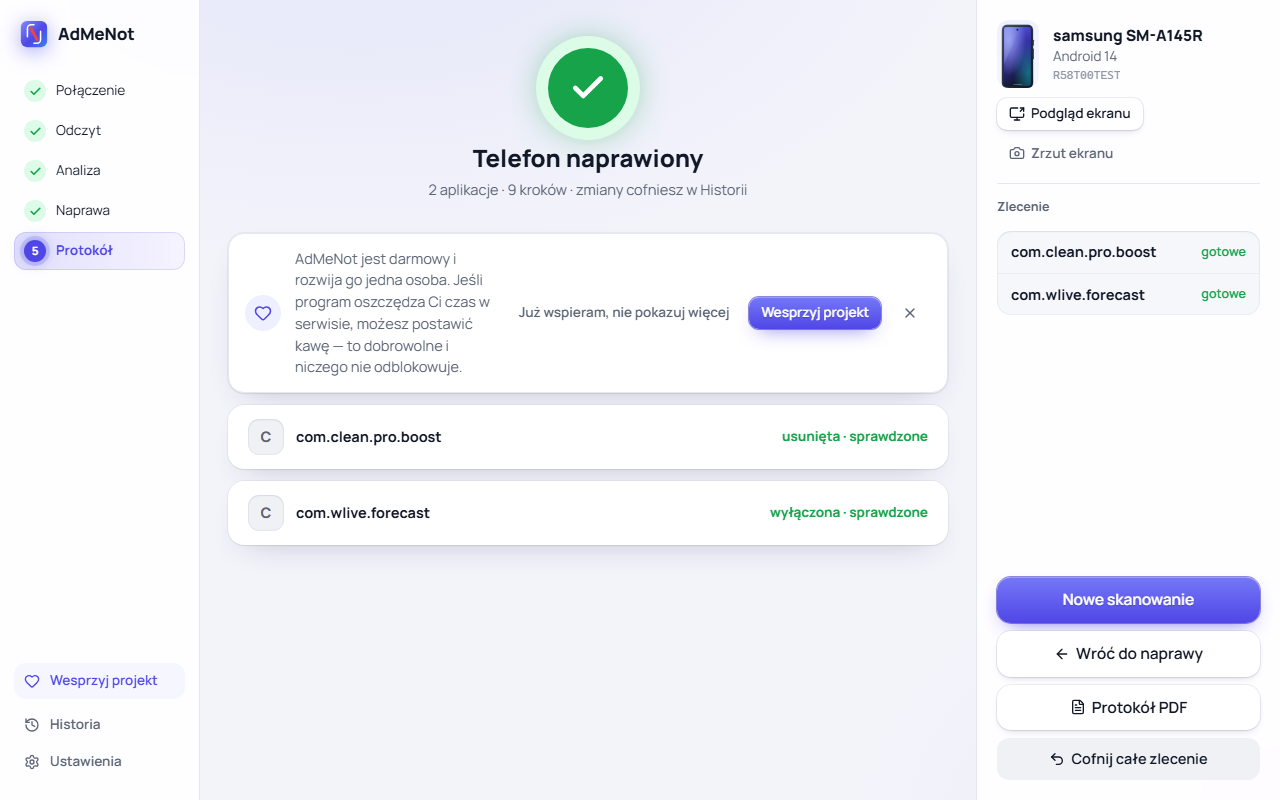 AdMeNot
Połączenie
Odczyt
Analiza
Naprawa
5 Protokół
Wesprzyj projekt
Historia
Ustawienia
Telefon naprawiony
2 aplikacje · 9 kroków · zmiany cofniesz w Historii
AdMeNot jest darmowy i
rozwija go jedna osoba. Jeśli
program oszczędza Ci czas w
serwisie, możesz postawić
kawę — to dobrowolne i
niczego nie odblokowuje.
Już wspieram, nie pokazuj więcej
Wesprzyj projekt
C com.clean.pro.boost usunięta · sprawdzone
C com.wlive.forecast wyłączona · sprawdzone
samsung SM-A145R
Android 14
R58T00TEST
Podgląd ekranu
Zrzut ekranu
Zlecenie
com.clean.pro.boost gotowe
com.wlive.forecast gotowe
Nowe skanowanie
Wróć do naprawy
Protokół PDF
Cofnij całe zlecenie